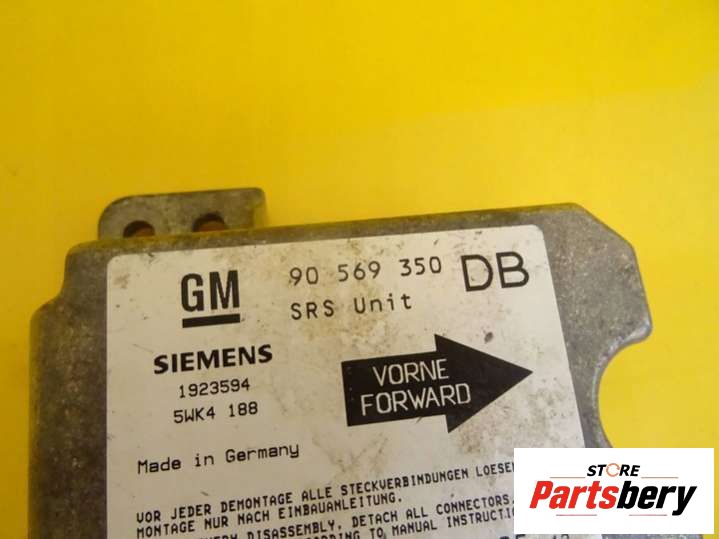 GM
90 569 350 DB
SRS Unit
SIEMENS
1923594
5WK4 188
VORNE
FORWARD
Made in Germany
VOR JEDER DEMONTAGE ALLE STECKVERBINDUNGEN LOESEN
MONTAGE NUR NACH EINBAUANLEITUNG.
DISASSEMBLY, DETACH ALL CONNECTORS.
TO MANUAL INSTRUCTIO
STORE
Partsbery